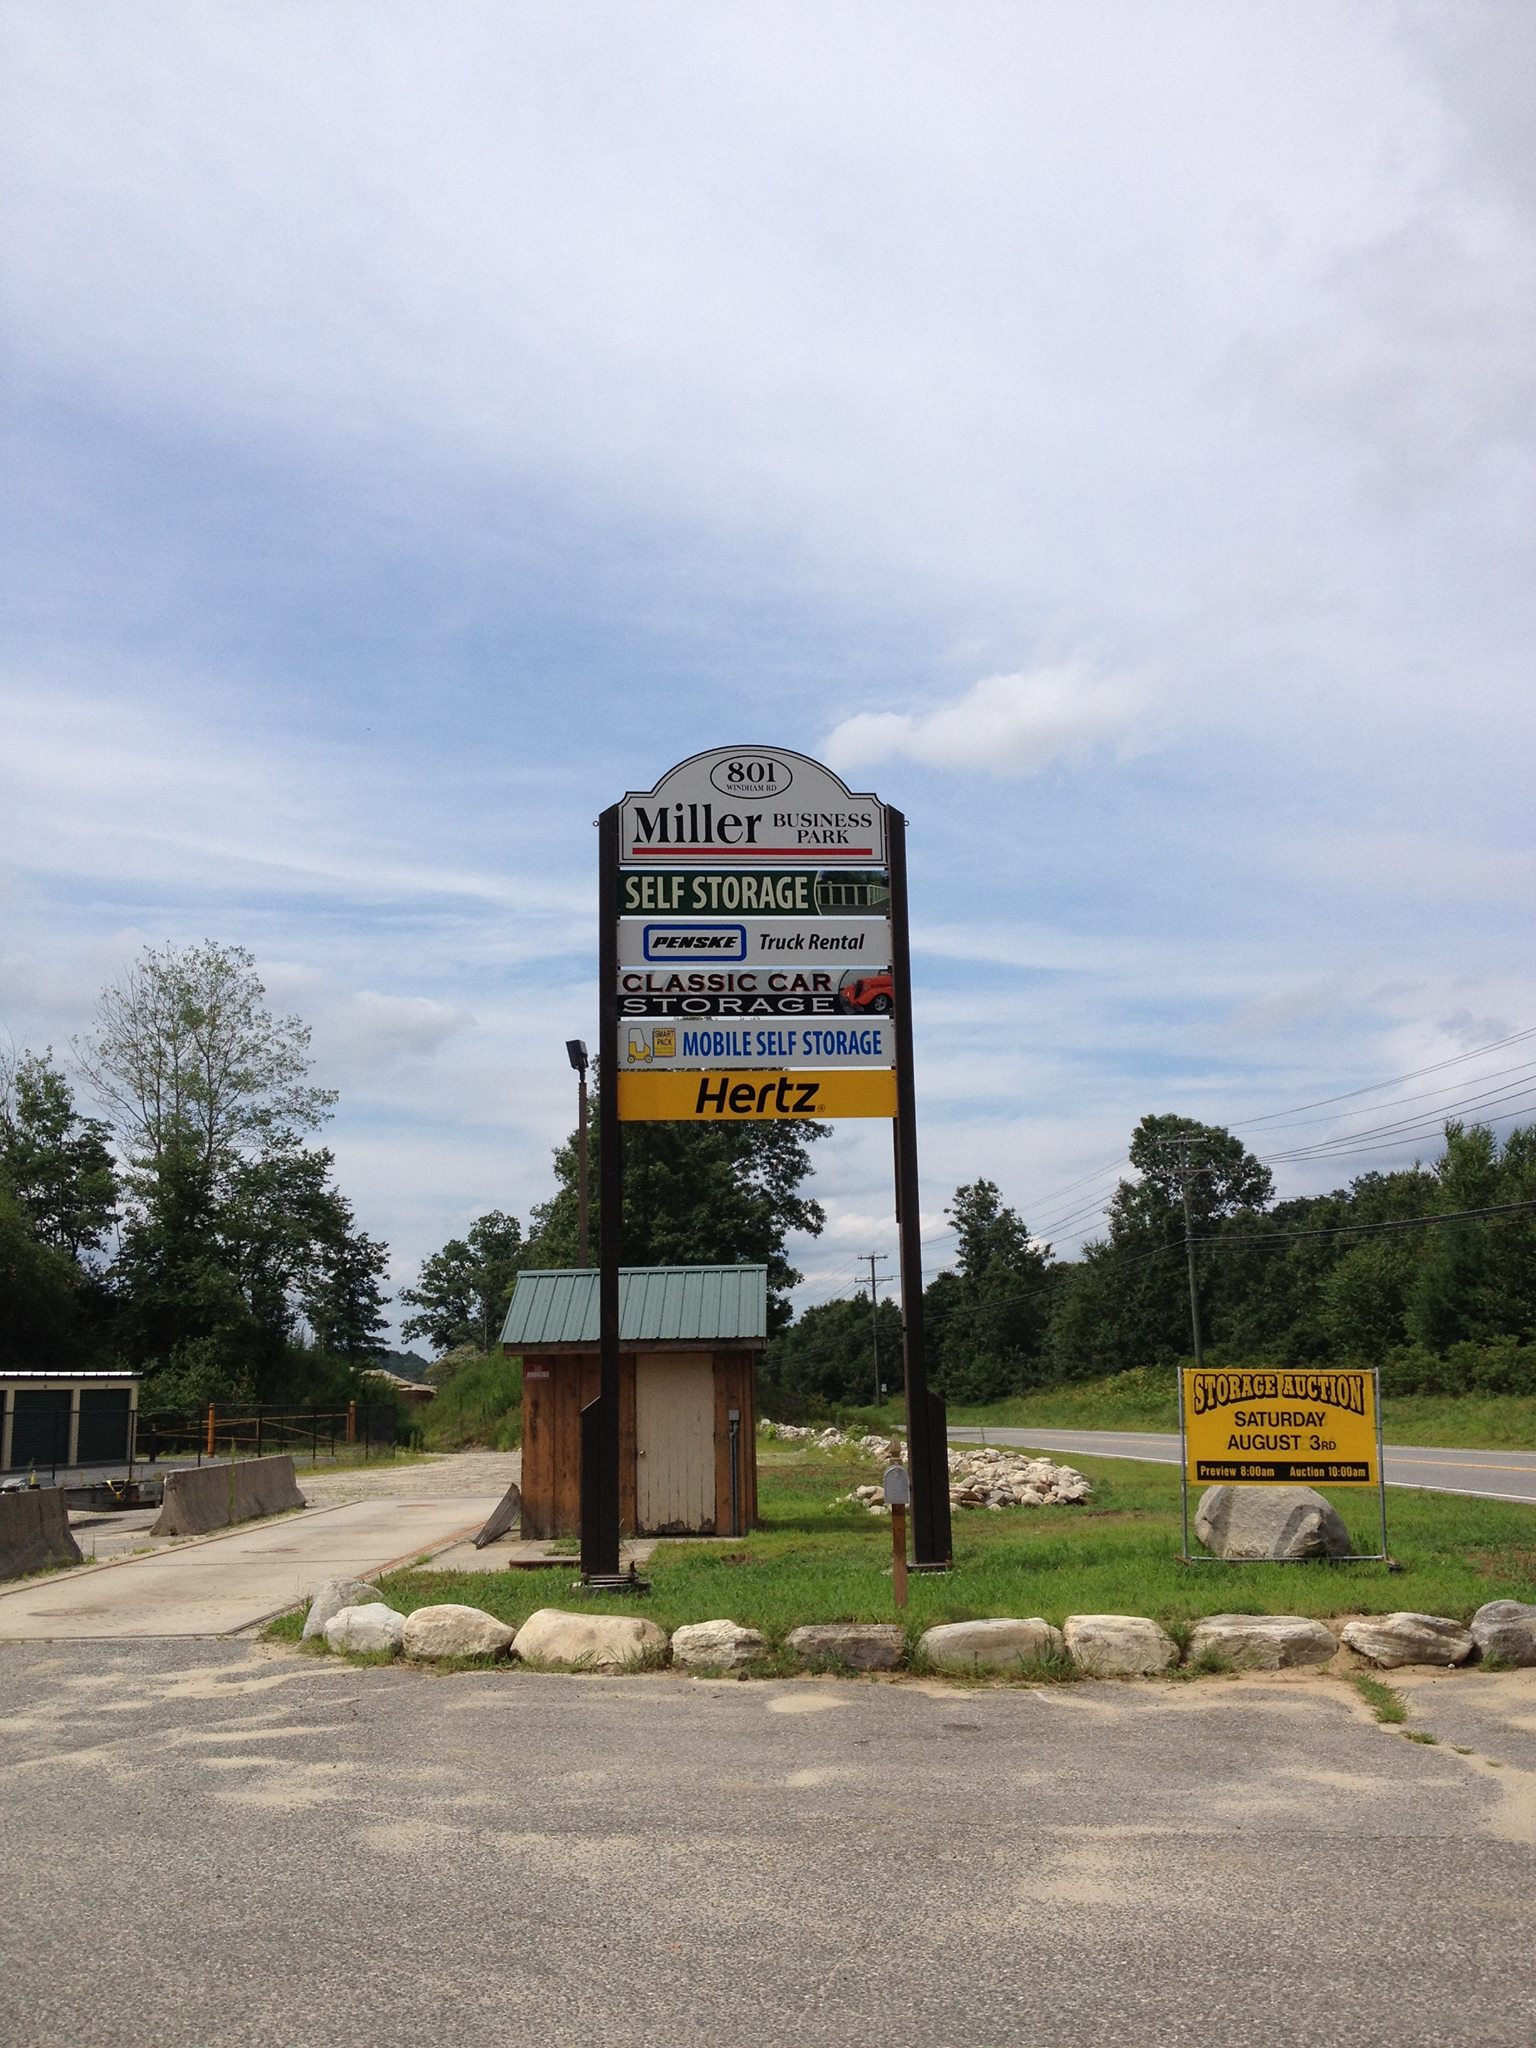 801
WINDHAM RD
Miller BUSINESS
PARK
SELF STORAGE
PENSKE Truck Rental
CLASSIC CAR
STORAGE
SMART
PACK
MOBILE SELF STORAGE
Hertz®
STORAGE AUCTION
SATURDAY
AUGUST 3RD
Preview 8:00am Auction 10:00am